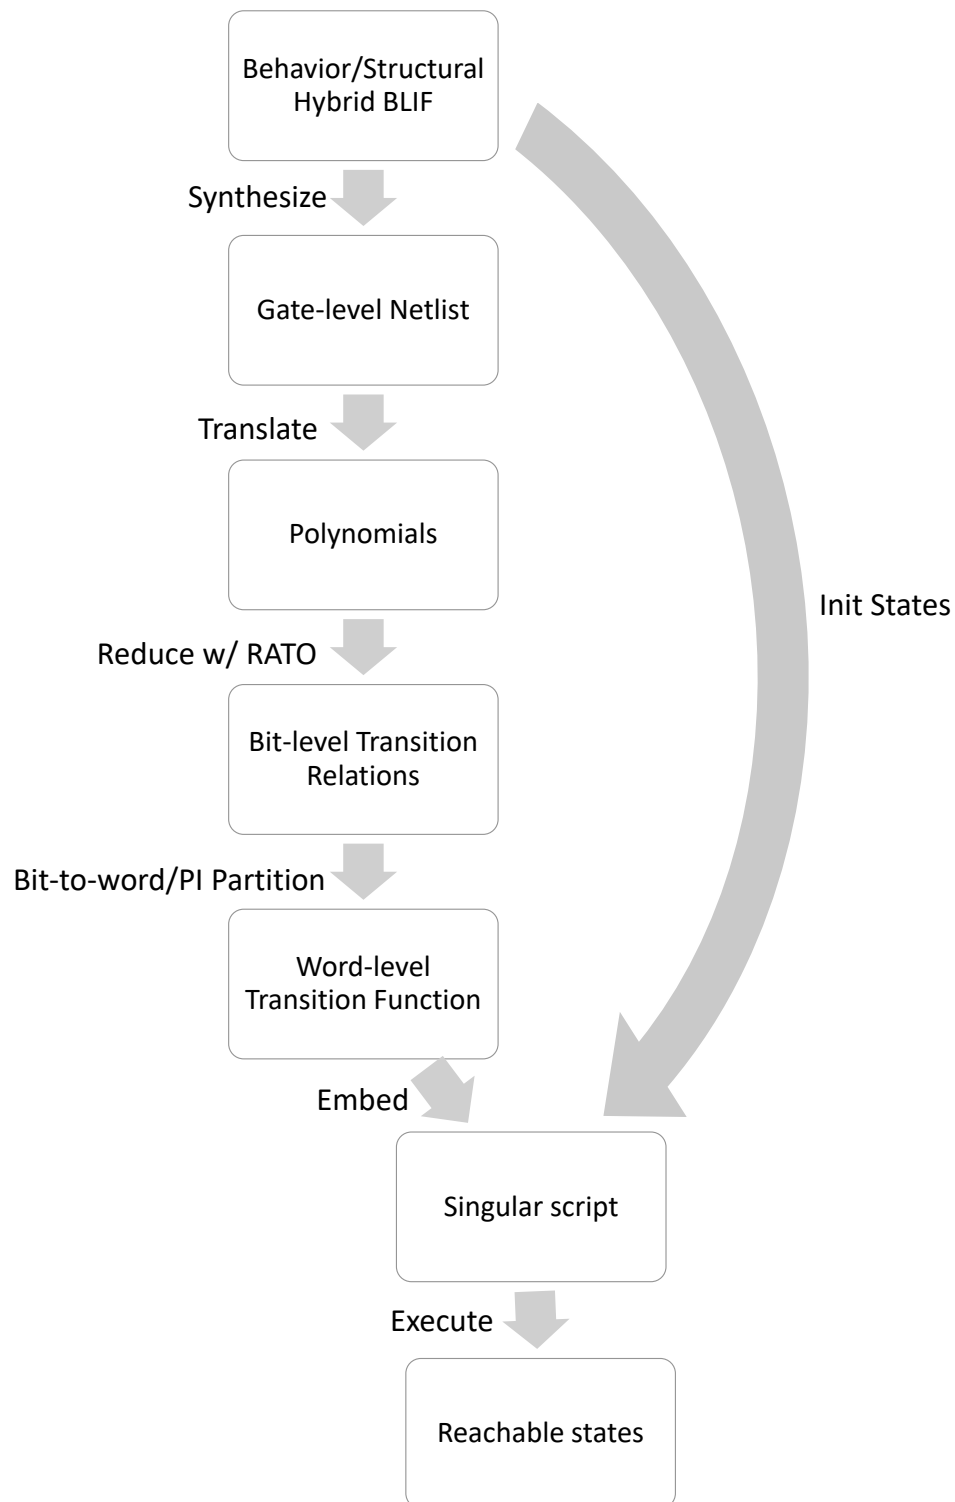 Behavior/Structural
Hybrid BLIF
Synthesize
Gate-level Netlist
Translate
Polynomials
Init States
Reduce w/ RATO
Bit-level Transition
Relations
Bit-to-word/PI Partition
Word-level
Transition Function
Embed
Singular script
Execute
Reachable states